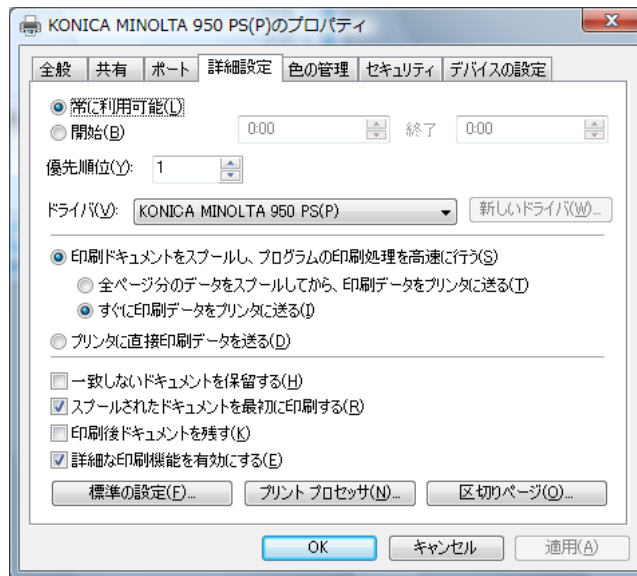 KONICA MINOLTA 950 PS(P)のプロパティ
全般 共有 ポート 詳細設定 色の管理 セキュリティ デバイスの設定
常に利用可能(L)
開始(B) 0:00 終了 0:00
優先順位(Y): 1
ドライバ(V): KONICA MINOLTA 950 PS(P) 新しいドライバ(W)...
印刷ドキュメントをスプールし、プログラムの印刷処理を高速に行う(S)
全ページ分のデータをスプールしてから、印刷データをプリンタに送る(T)
すぐに印刷データをプリンタに送る(I)
プリンタに直接印刷データを送る(D)
一致しないドキュメントを保留する(H)
スプールされたドキュメントを最初に印刷する(R)
印刷後ドキュメントを残す(K)
詳細な印刷機能を有効にする(E)
標準の設定(F)... プリント プロセッサ(N)... 区切りページ(O)...
OK キャンセル 適用(A)